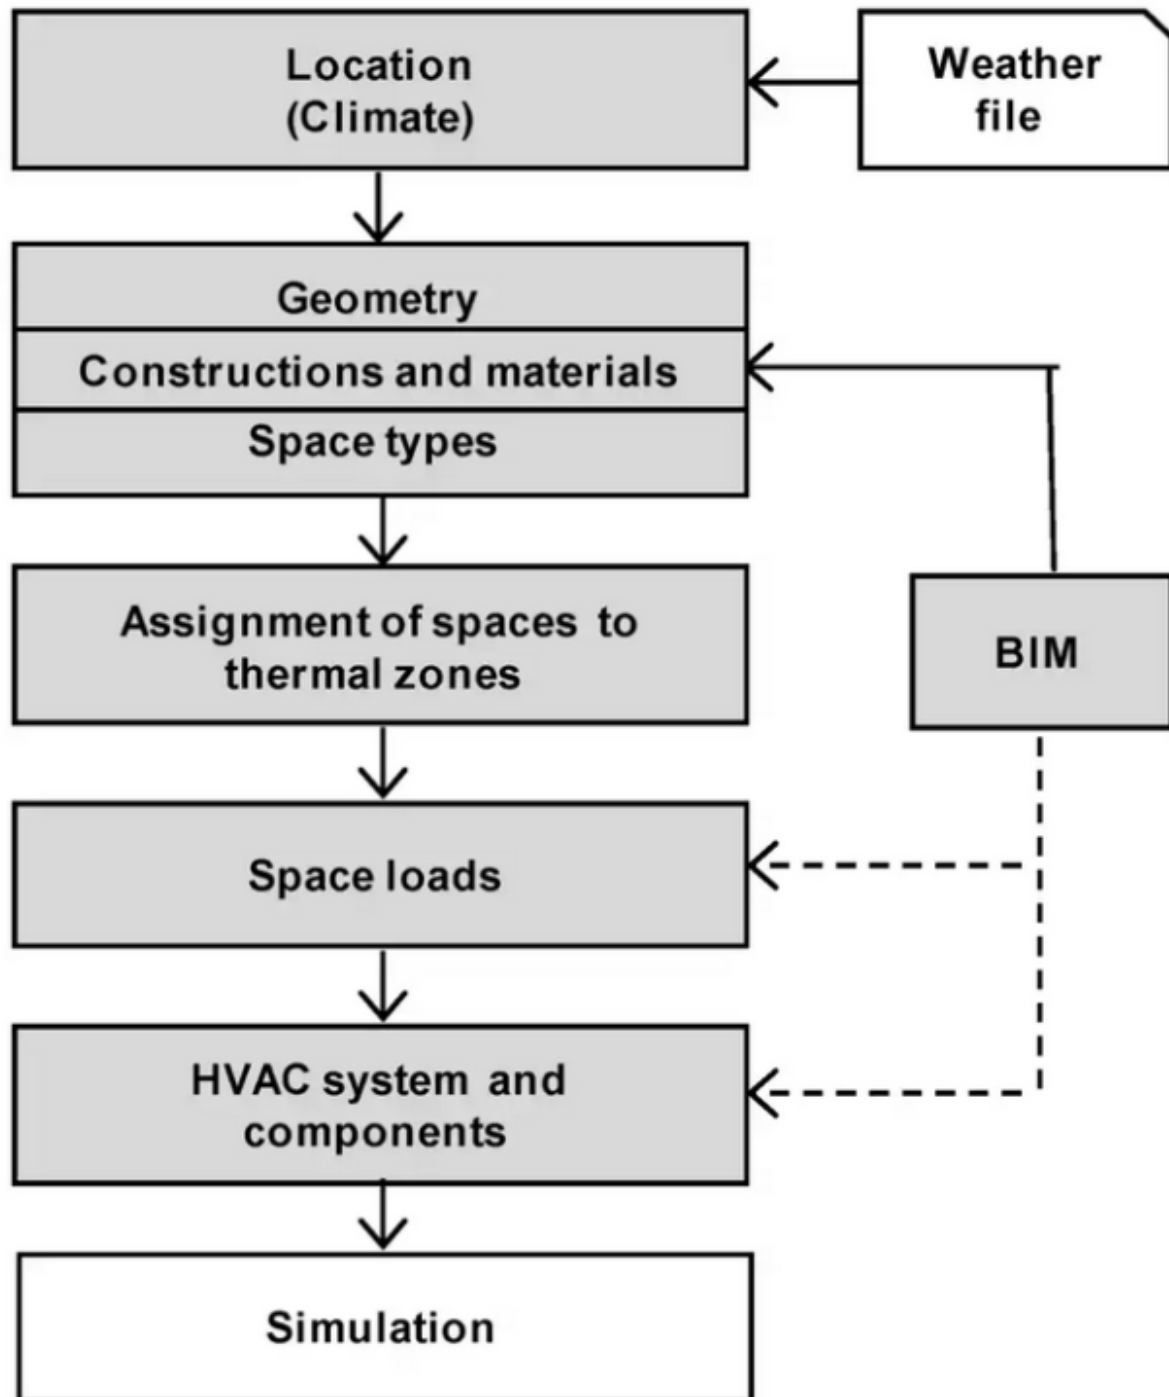 Location
(Climate)
Weather
file
Geometry
Constructions and materials
Space types
Assignment of spaces to
thermal zones
BIM
Space loads
HVAC system and
components
Simulation